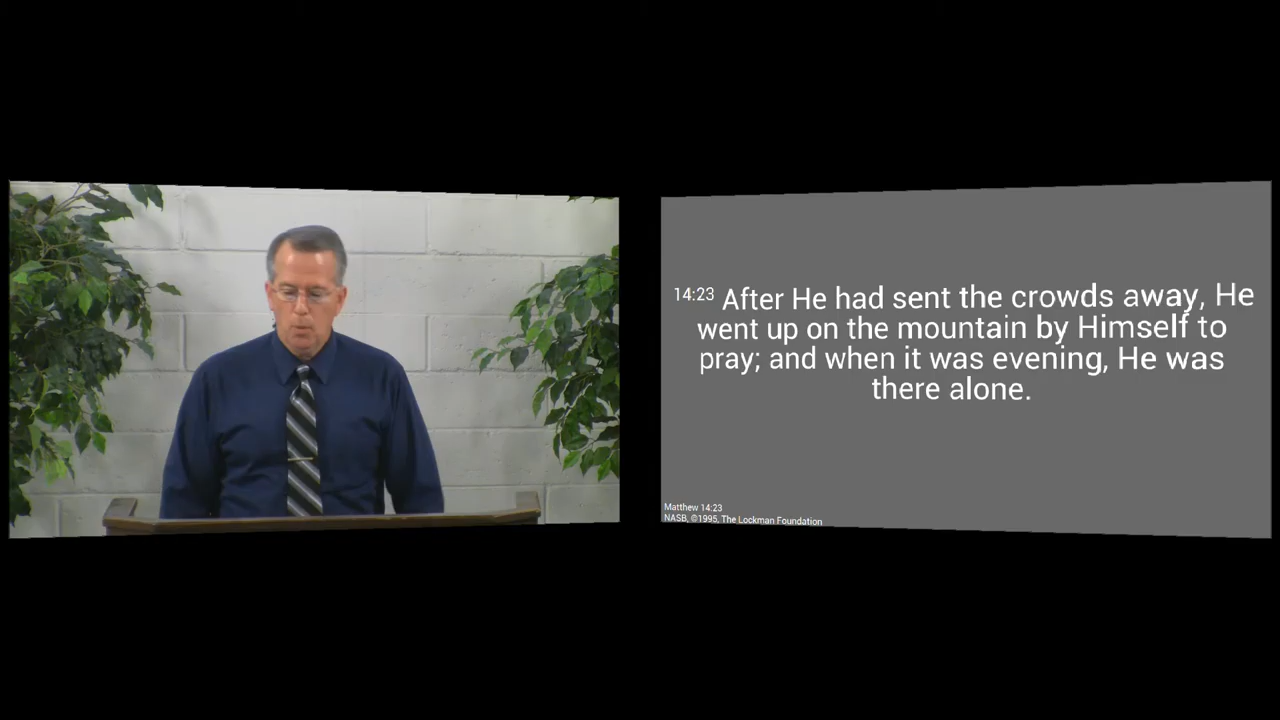 14:23 After He had sent the crowds away, He
went up on the mountain by Himself to
pray; and when it was evening, He was
there alone.
Matthew 14:23
NASB, ©1995, The Lockman Foundation